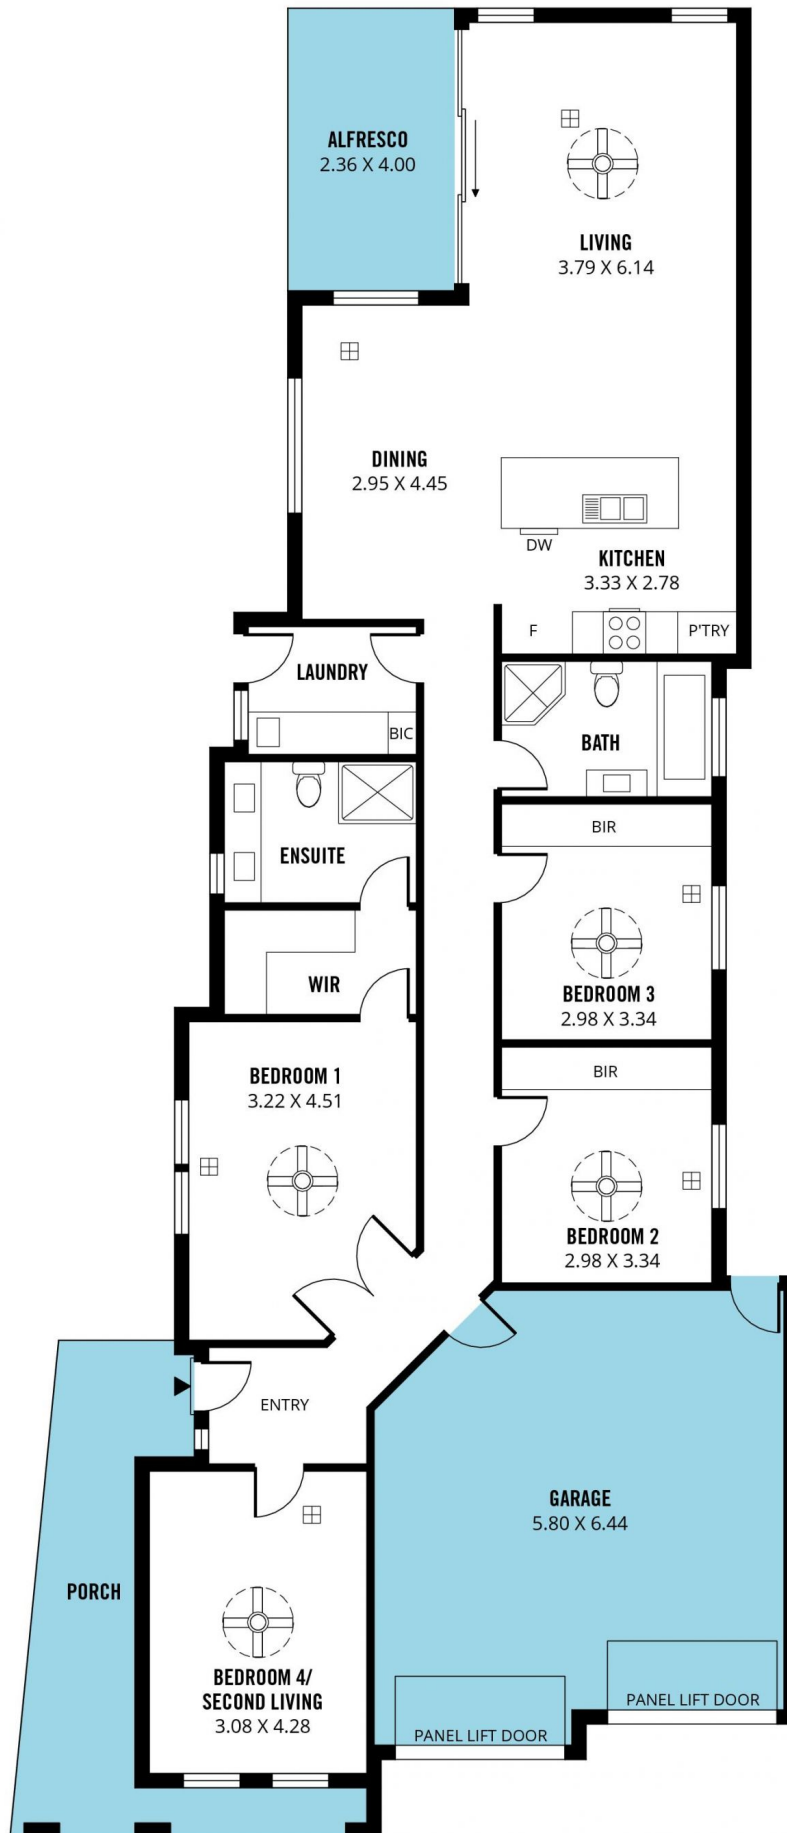 ALFRESCO
2.36 X 4.00
LIVING
3.79 X 6.14
DINING
2.95 X 4.45
DW
KITCHEN
3.33 X 2.78
F
P'TRY
LAUNDRY
BIC
BATH
ENSUITE
BIR
WIR
BEDROOM 3
2.98 X 3.34
BEDROOM 1
3.22 X 4.51
BIR
BEDROOM 2
2.98 X 3.34
ENTRY
GARAGE
5.80 X 6.44
PORCH
BEDROOM 4/
SECOND LIVING
3.08 X 4.28
PANEL LIFT DOOR
PANEL LIFT DOOR